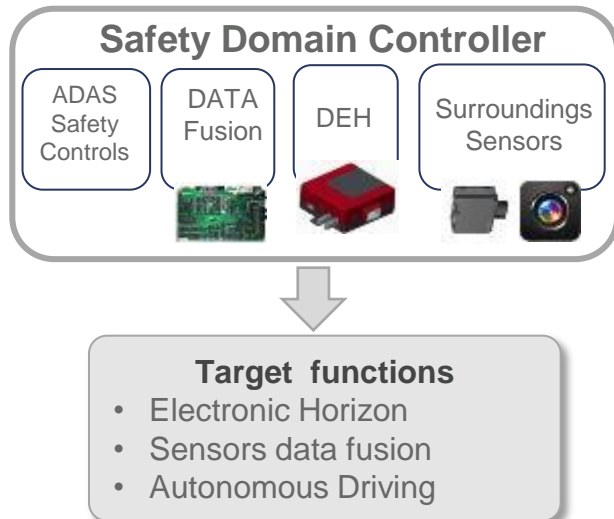 Safety Domain Controller
ADAS
Safety
Controls
DATA
Fusion
DEH
Surroundings
Sensors
Target functions
• Electronic Horizon
• Sensors data fusion
• Autonomous Driving